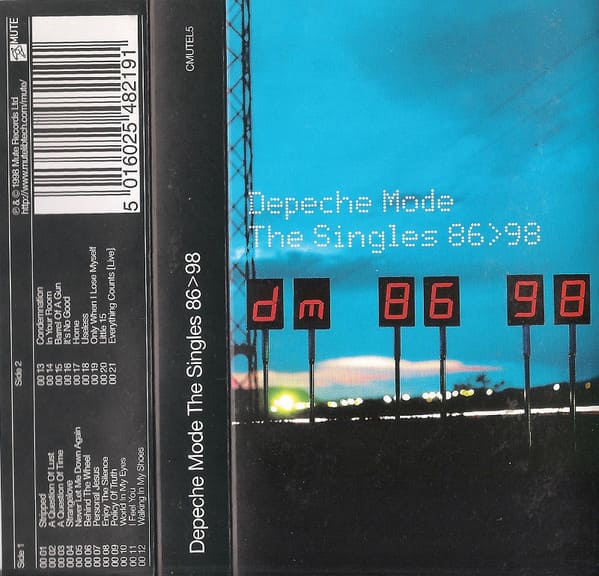 MUTE
℗ & © 1998 Mute Records Ltd
http://www.mutelibtech.com/mute/
5 016025 482191
Side 1
00 01 Stripped
00 02 A Question Of Lust
00 03 A Question Of Time
00 04 Strangelove
00 05 Never Let Me Down Again
00 06 Behind The Wheel
00 07 Personal Jesus
00 08 Enjoy The Silence
00 09 Policy Of Truth
00 10 World In My Eyes
00 11 I Feel You
00 12 Walking In My Shoes
Side 2
00 13 Condemnation
00 14 In Your Room
00 15 Barrel Of A Gun
00 16 It's No Good
00 17 Home
00 18 Useless
00 19 Only When I Lose Myself
00 20 Little 15
00 21 Everything Counts [Live]
CMUTEL5
Depeche Mode The Singles 86>98
Depeche Mode
The Singles 86>98
dm 86 98